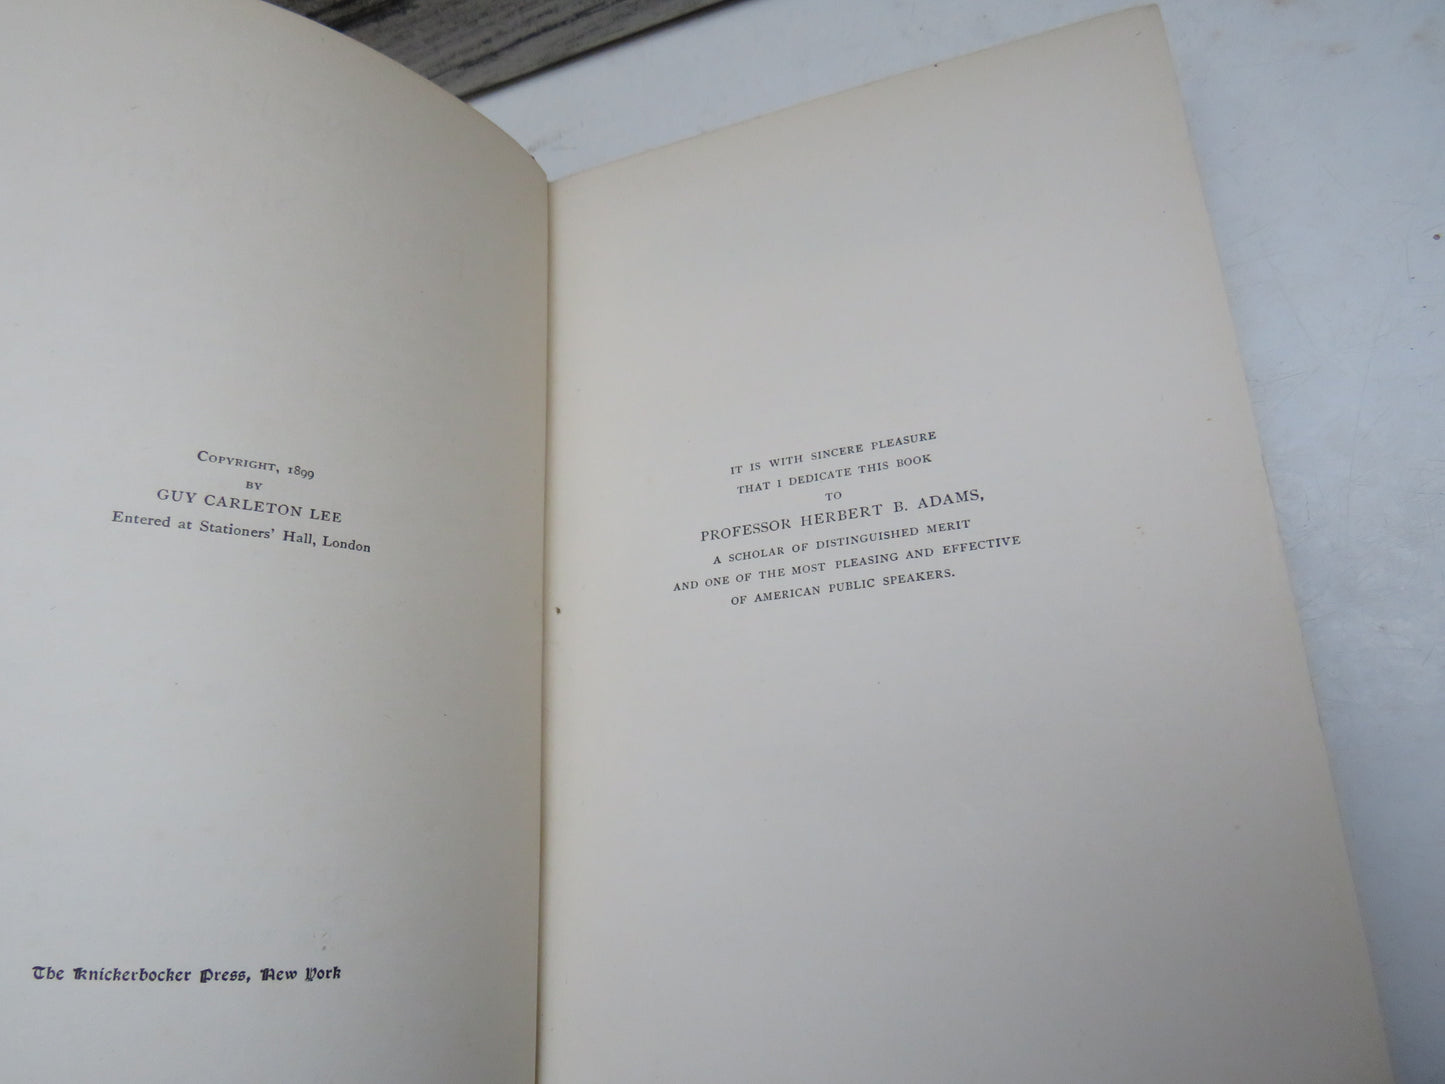 COPYRIGHT, 1899
BY
GUY CARLETON LEE
Entered at Stationers' Hall, London
The Knickerbocker Press, New York
IT IS WITH SINCERE PLEASURE
THAT I DEDICATE THIS BOOK
TO
PROFESSOR HERBERT B. ADAMS,
A SCHOLAR OF DISTINGUISHED MERIT
AND ONE OF THE MOST PLEASING AND EFFECTIVE
OF AMERICAN PUBLIC SPEAKERS.